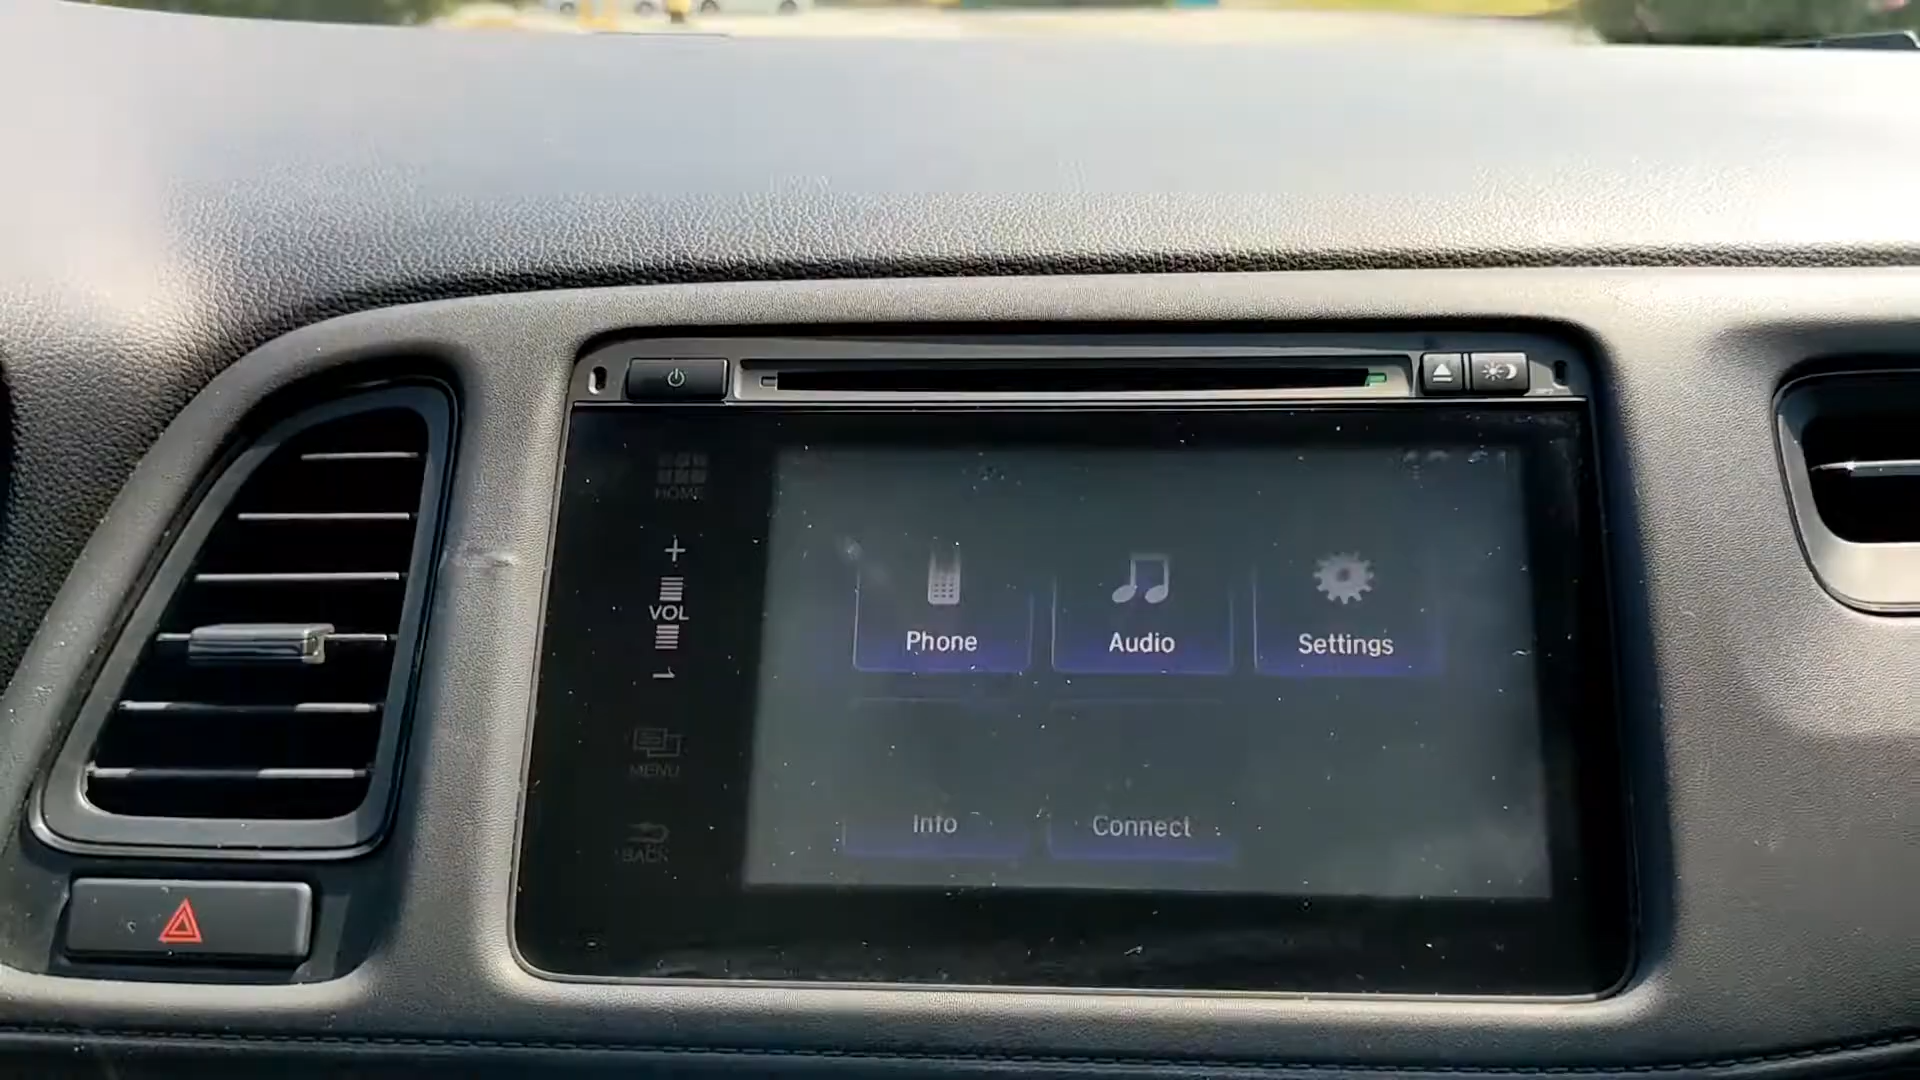 HOME
VOL
MENU
BACK
Phone
Audio
Settings
Info
Connect